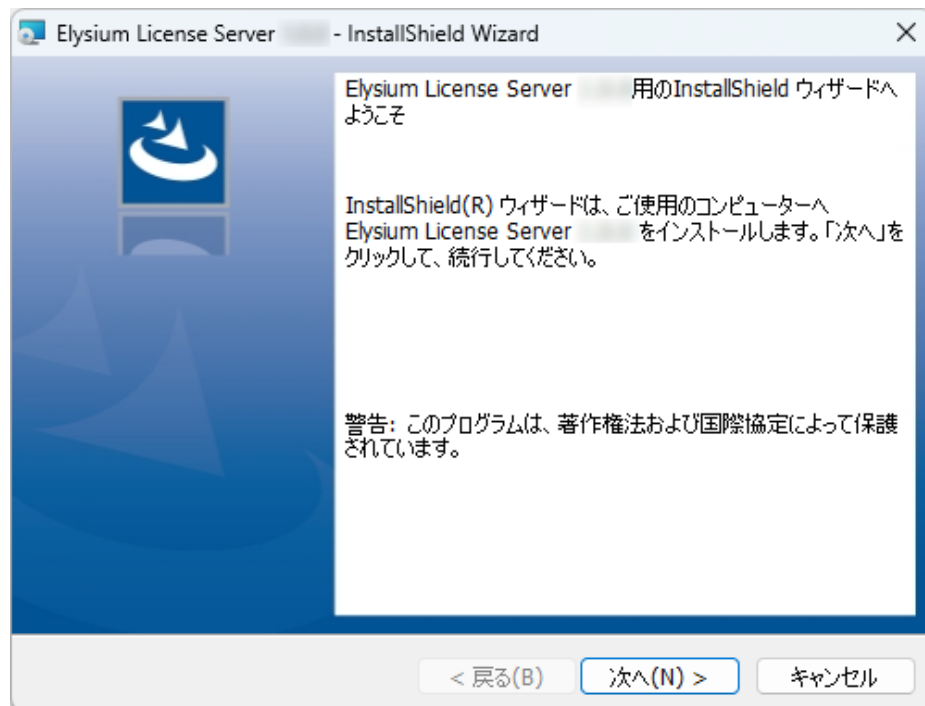 Elysium License Server - InstallShield Wizard
Elysium License Server 用のInstallShield ウィザードへ
ようこそ
InstallShield(R) ウィザードは、ご使用のコンピューターへ
Elysium License Server をインストールします。「次へ」を
クリックして、続行してください。
警告: このプログラムは、著作権法および国際協定によって保護
されています。
< 戻る(B) 次へ(N) > キャンセル